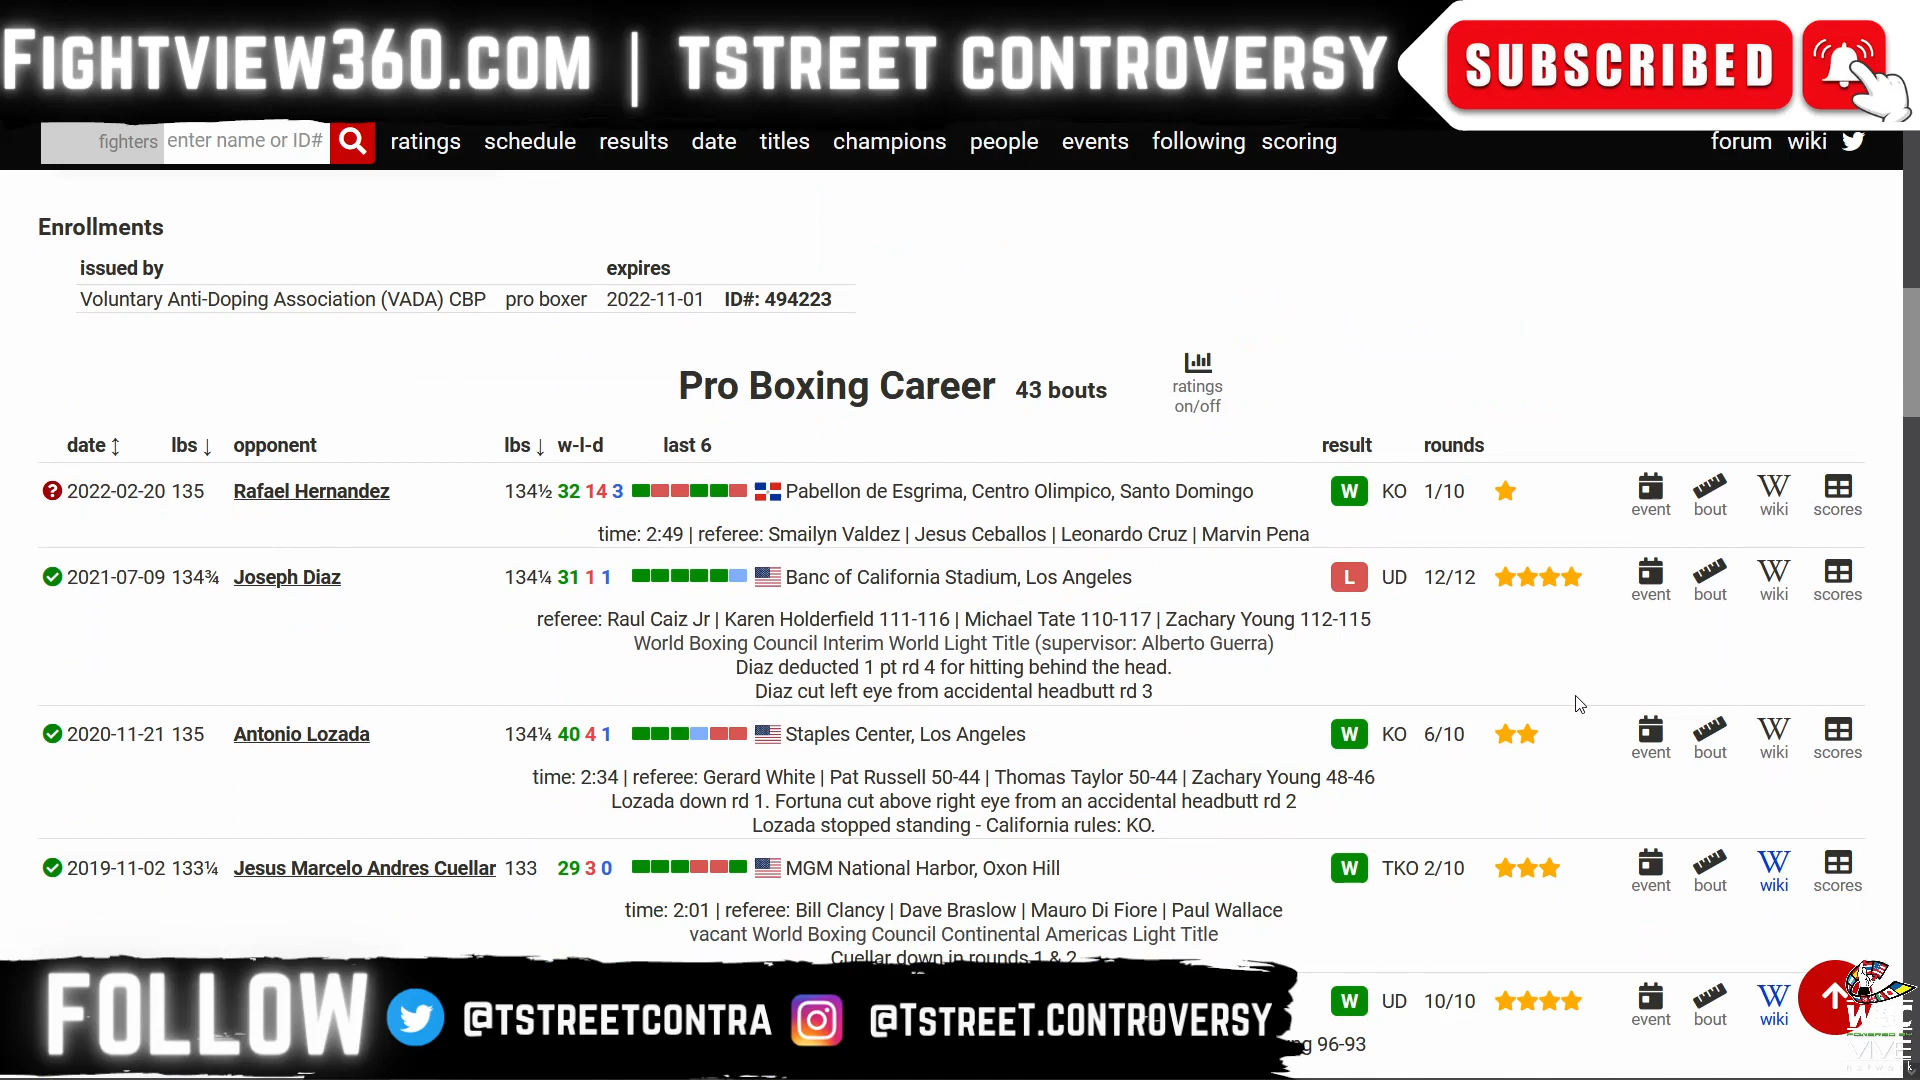 FIGHTVIEW360.COM | TSTREET CONTROVERSY
SUBSCRIBED
fighters enter name or ID# ratings schedule results date titles champions people events following scoring forum wiki
Enrollments
issued by expires
Voluntary Anti-Doping Association (VADA) CBP pro boxer 2022-11-01 ID#: 494223
Pro Boxing Career 43 bouts
ratings
on/off
date lbs opponent lbs w-l-d last 6 result rounds
2022-02-20 135 Rafael Hernandez 134½ 32 14 3 Pabellon de Esgrima, Centro Olimpico, Santo Domingo W KO 1/10
event bout wiki scores
time: 2:49 | referee: Smailyn Valdez | Jesus Ceballos | Leonardo Cruz | Marvin Pena
2021-07-09 134¾ Joseph Diaz 134¼ 31 1 1 Banc of California Stadium, Los Angeles L UD 12/12
event bout wiki scores
referee: Raul Caiz Jr | Karen Holderfield 111-116 | Michael Tate 110-117 | Zachary Young 112-115
World Boxing Council Interim World Light Title (supervisor: Alberto Guerra)
Diaz deducted 1 pt rd 4 for hitting behind the head.
Diaz cut left eye from accidental headbutt rd 3
2020-11-21 135 Antonio Lozada 134¼ 40 4 1 Staples Center, Los Angeles W KO 6/10
event bout wiki scores
time: 2:34 | referee: Gerard White | Pat Russell 50-44 | Thomas Taylor 50-44 | Zachary Young 48-46
Lozada down rd 1. Fortuna cut above right eye from an accidental headbutt rd 2
Lozada stopped standing - California rules: KO.
2019-11-02 133¼ Jesus Marcelo Andres Cuellar 133 29 3 0 MGM National Harbor, Oxon Hill W TKO 2/10
event bout wiki scores
time: 2:01 | referee: Bill Clancy | Dave Braslow | Mauro Di Fiore | Paul Wallace
vacant World Boxing Council Continental Americas Light Title
Cuellar down in rounds 1 & 2
W UD 10/10
event bout wiki
96-93
FOLLOW @TSTREETCONTRA @TSTREET.CONTROVERSY